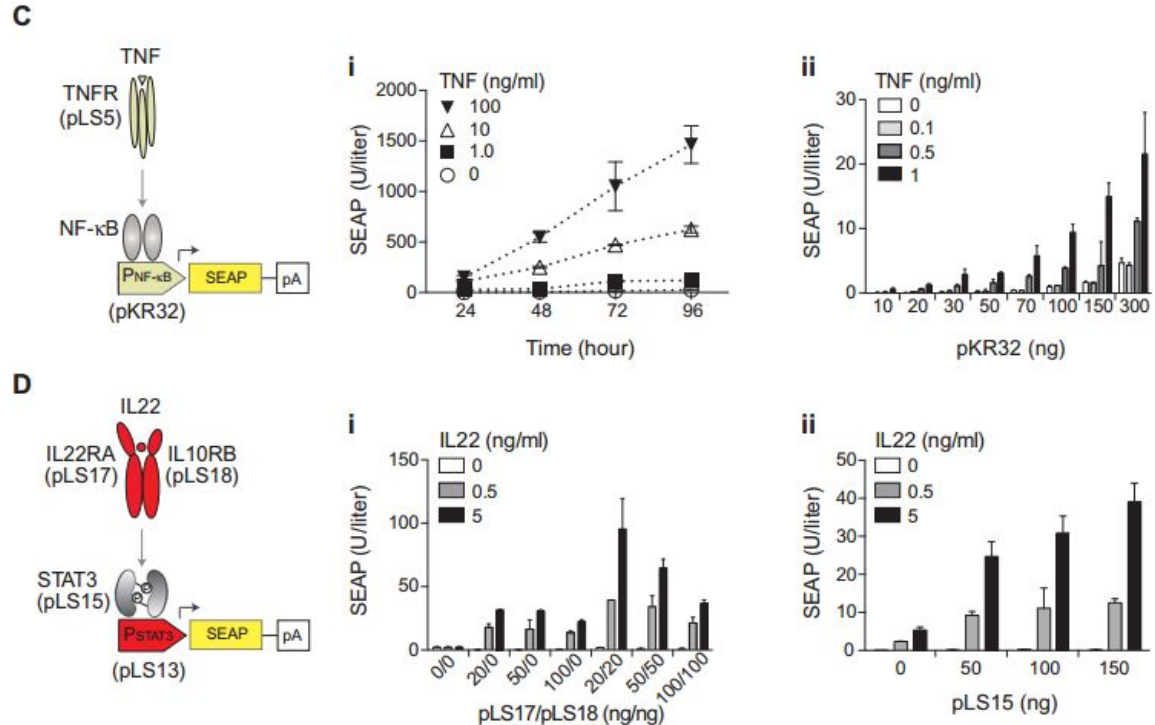 C
TNF
TNFR
(pLS5)
NF-κB
PNF-κB
SEAP
pA
(pKR32)
i
TNF (ng/ml)
100
10
1.0
0
SEAP (U/liter)
2000
1500
1000
500
0
24
48
72
96
Time (hour)
ii
TNF (ng/ml)
0
0.1
0.5
1
SEAP (U/lliter)
30
20
10
0
10
20
30
50
70
100
150
300
pKR32 (ng)
D
IL22
IL22RA
(pLS17)
IL10RB
(pLS18)
STAT3
(pLS15)
P
P
PSTAT3
SEAP
pA
(pLS13)
i
IL22 (ng/ml)
0
0.5
5
SEAP (U/liter)
150
100
50
0
0/0
20/0
50/0
100/0
20/20
50/50
100/100
pLS17/pLS18 (ng/ng)
ii
IL22 (ng/ml)
0
0.5
5
SEAP (U/liter)
50
40
30
20
10
0
0
50
100
150
pLS15 (ng)